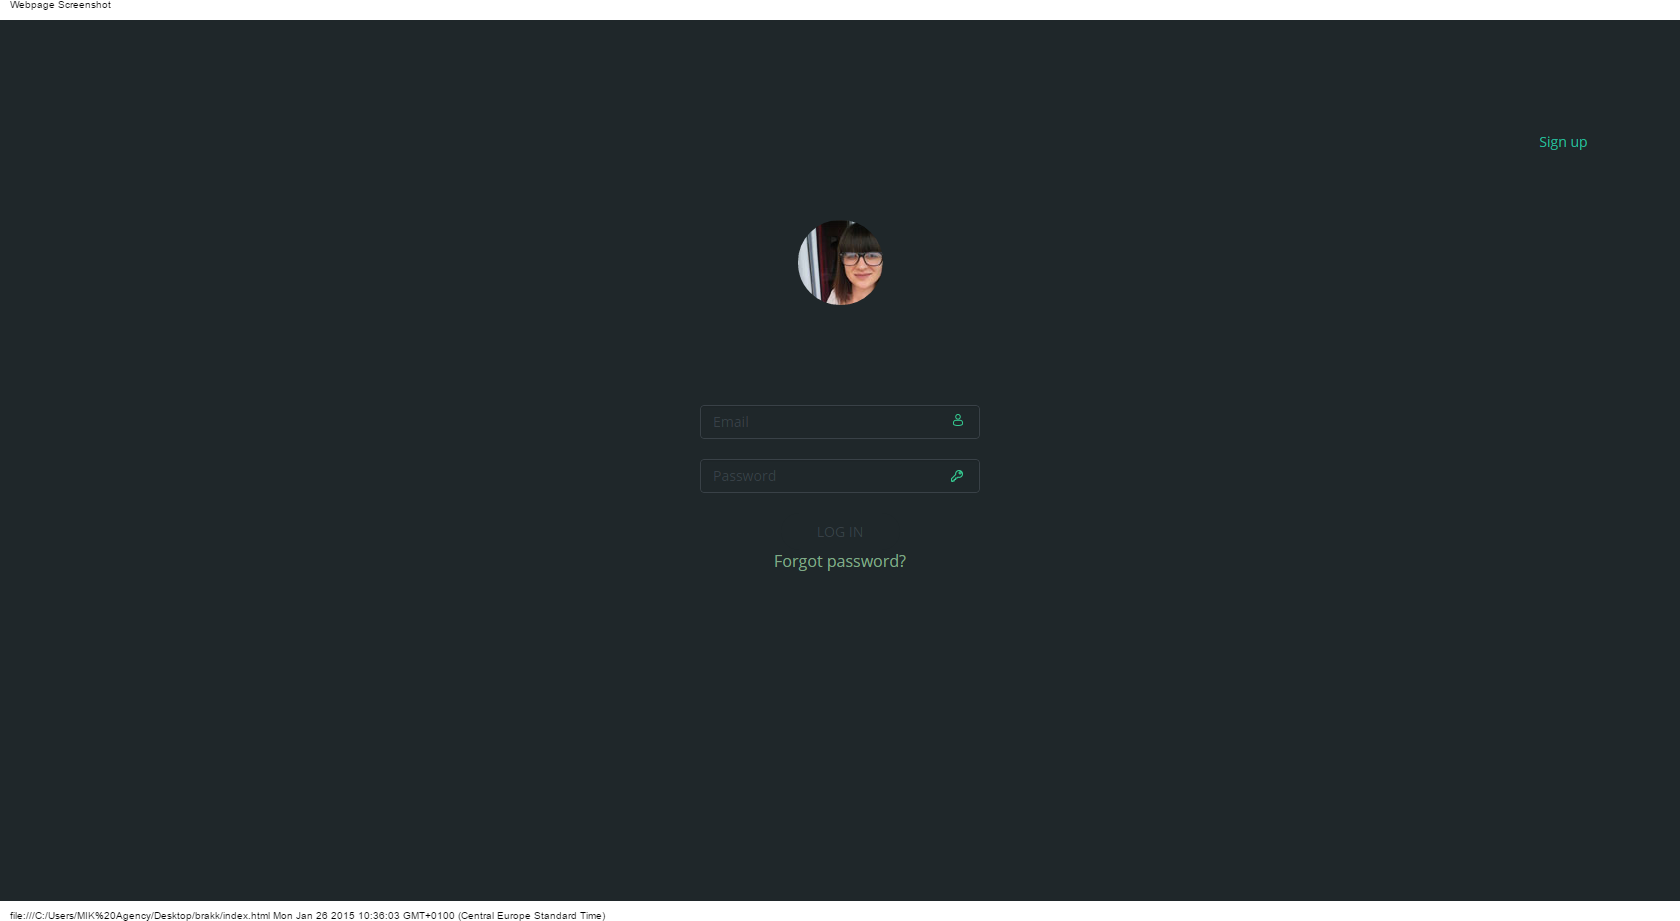 Webpage Screenshot
Sign up
Email
Password
LOG IN
Forgot password?
file:///C:/Users/MIK%20Agency/Desktop/brakk/index.html Mon Jan 26 2015 10:36:03 GMT+0100 (Central Europe Standard Time)